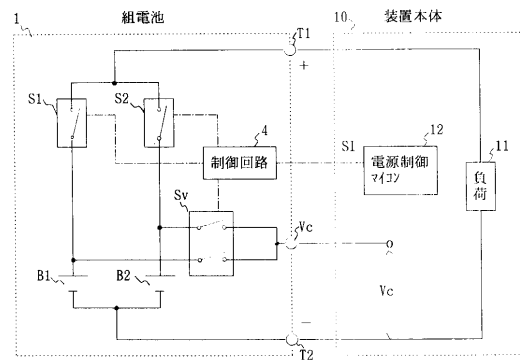 1
組電池
10
装置本体
T1
+
S1
S2
4
制御回路
SI
12
電源制御
マイコン
11
負荷
Sv
Vc
B1
B2
Vc
−
T2